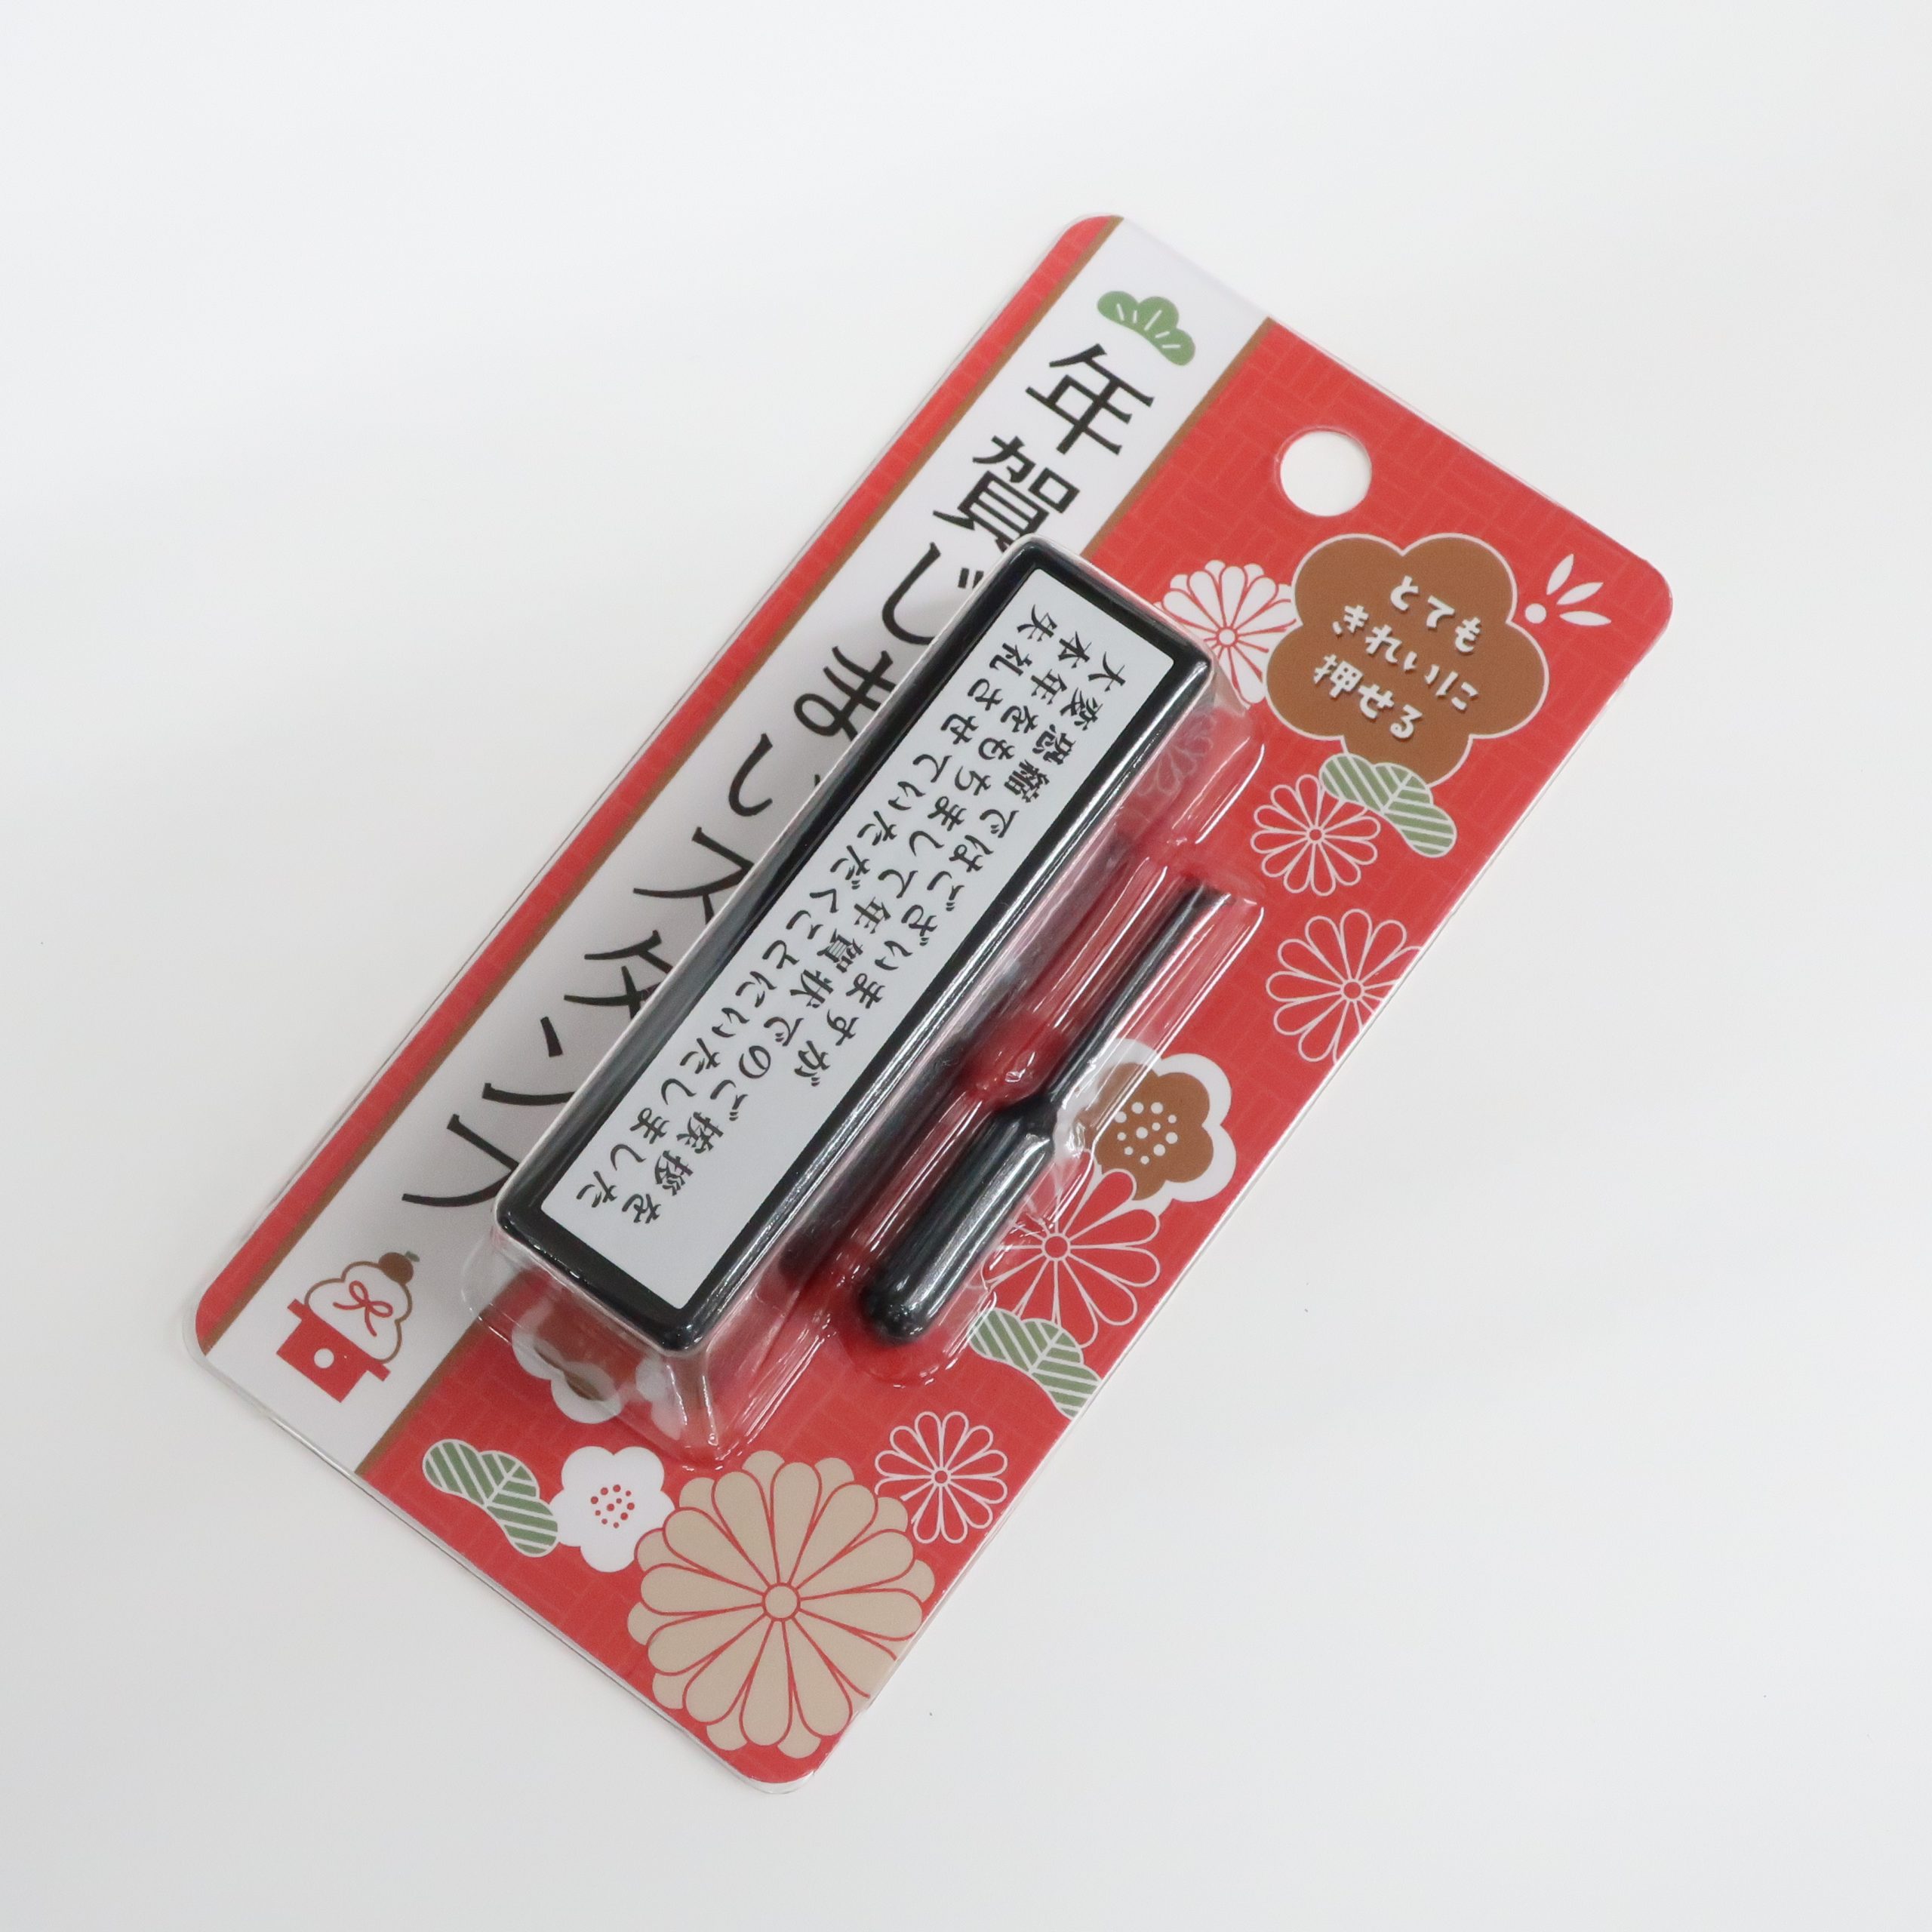 年賀じまいスタンプ
とても
きれいに
押せる
大変恐縮ではございますが
本年をもちまして年賀状でのご挨拶を
失礼させていただくことにいたしました